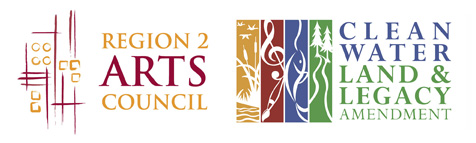 REGION 2
ARTS
COUNCIL
CLEAN
WATER
LAND &
LEGACY
AMENDMENT